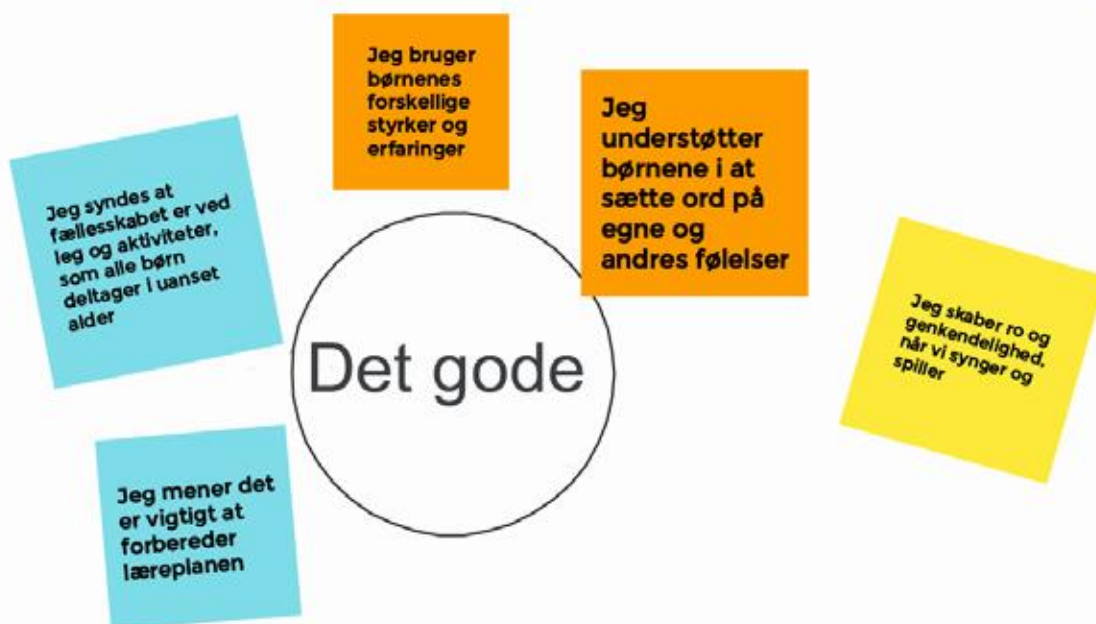 Jeg bruger
børnenes
forskellige
styrker og
erfaringer
Jeg
understøtter
børnene i at
sætte ord på
egne og
andres følelser
Jeg syndes at
fællesskabet er ved
leg og aktiviteter,
som alle børn
deltager i uanset
alder
Jeg skaber ro og
genkendelighed,
når vi synger og
spiller
Det gode
Jeg mener det
er vigtigt at
forbereder
læreplanen